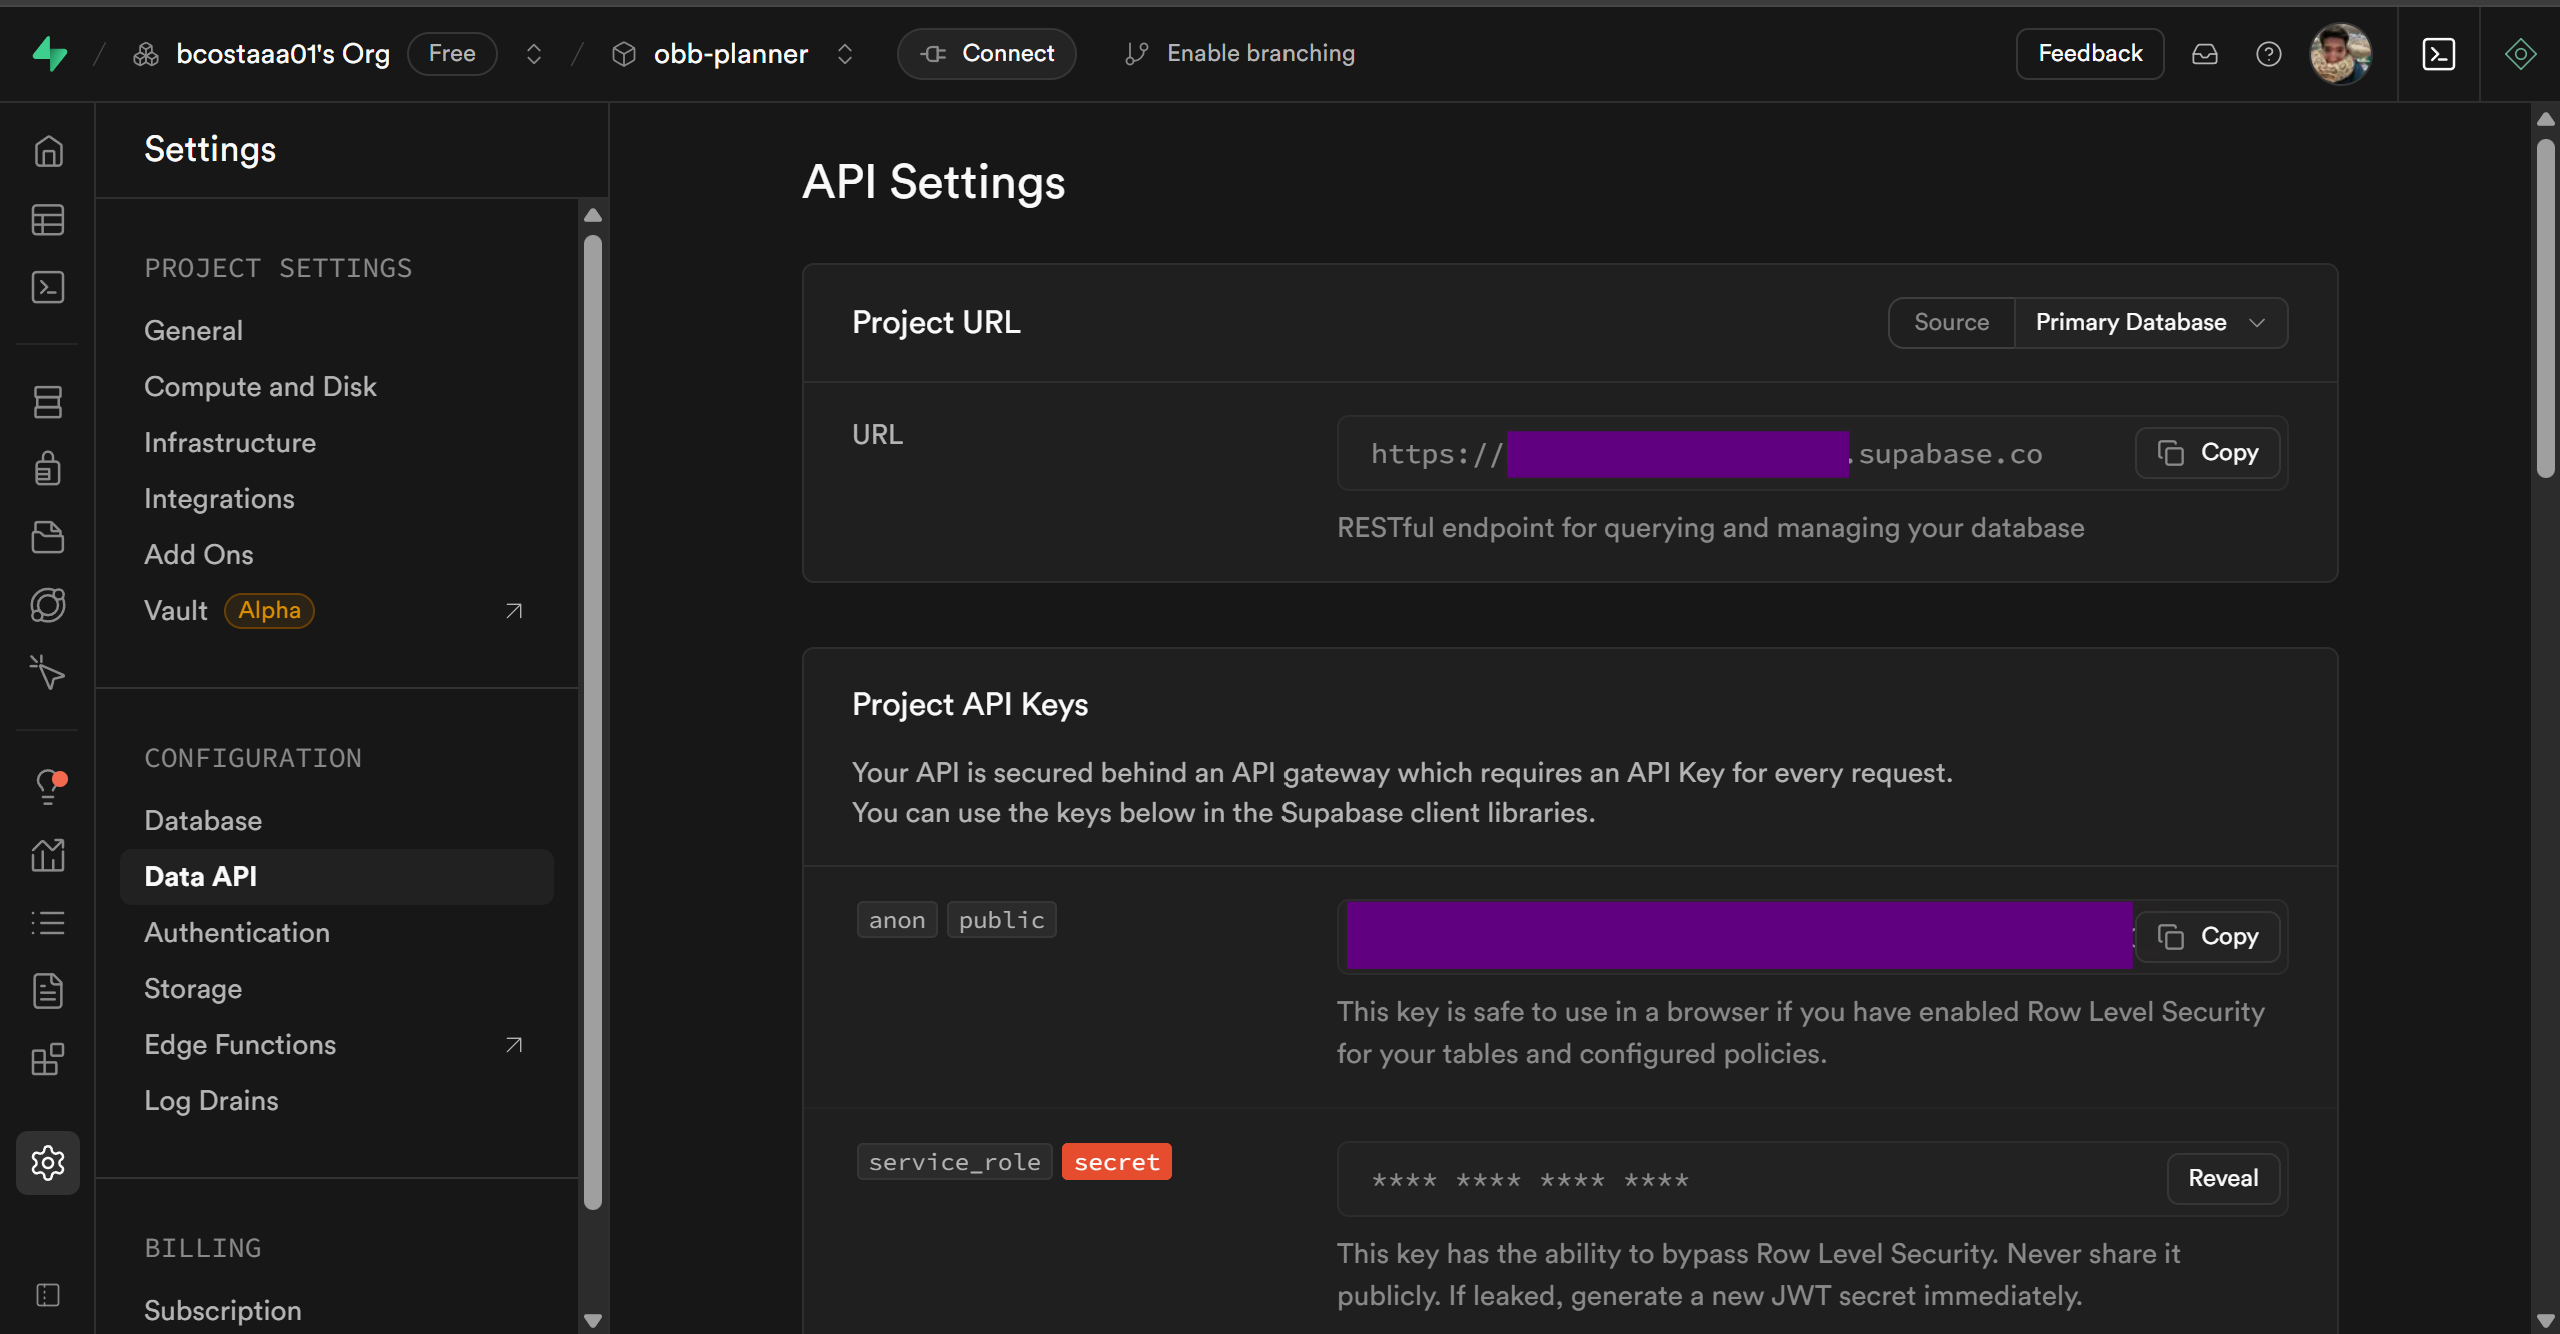 bcostaaa01's Org Free obb-planner Connect Enable branching Feedback
Settings
PROJECT SETTINGS
General
Compute and Disk
Infrastructure
Integrations
Add Ons
Vault Alpha
CONFIGURATION
Database
Data API
Authentication
Storage
Edge Functions
Log Drains
BILLING
Subscription
API Settings
Project URL
Source Primary Database
URL
https:// .supabase.co Copy
RESTful endpoint for querying and managing your database
Project API Keys
Your API is secured behind an API gateway which requires an API Key for every request.
You can use the keys below in the Supabase client libraries.
anon public
Copy
This key is safe to use in a browser if you have enabled Row Level Security
for your tables and configured policies.
service_role secret
**** **** **** **** Reveal
This key has the ability to bypass Row Level Security. Never share it
publicly. If leaked, generate a new JWT secret immediately.